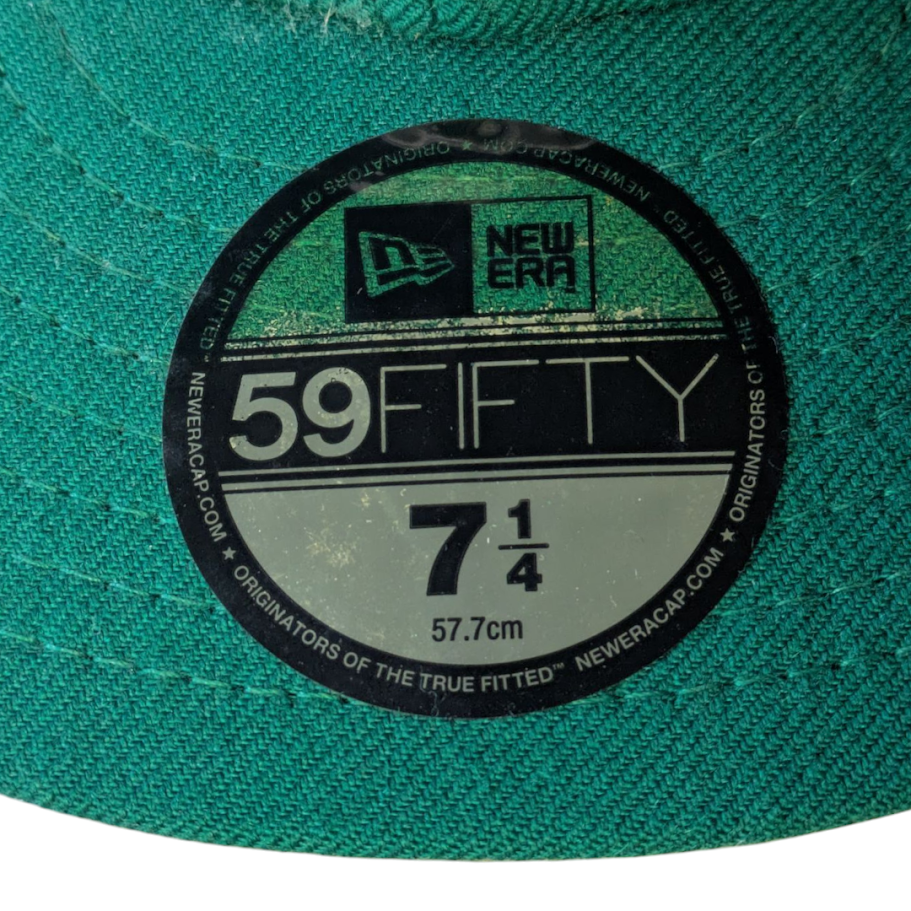 NEW
ERA
59FIFTY
7 1/4
57.7cm
ORIGINATORS OF THE TRUE FITTED™ NEWERACAP.COM ★ ORIGINATORS OF THE TRUE FITTED™ NEWERACAP.COM ★ ORIGINATORS OF THE TRUE FITTED™ NEWERACAP.COM ★